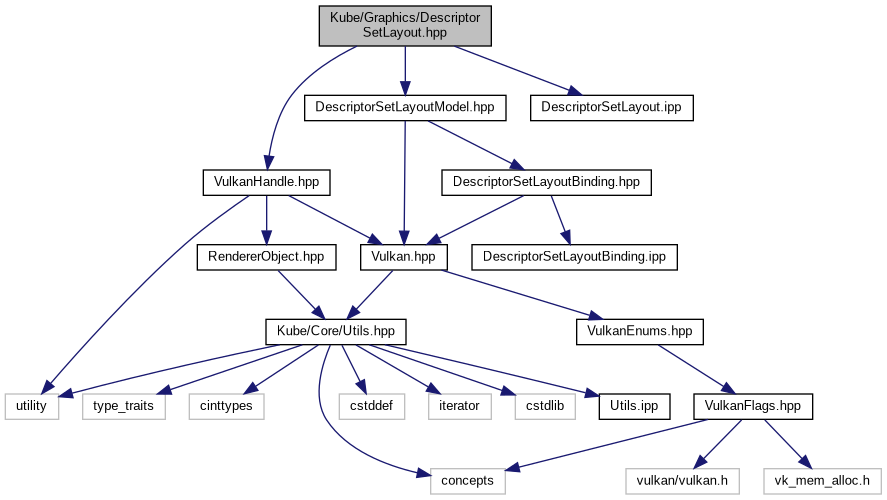 Kube/Graphics/Descriptor
SetLayout.hpp
DescriptorSetLayoutModel.hpp
DescriptorSetLayout.ipp
VulkanHandle.hpp
DescriptorSetLayoutBinding.hpp
RendererObject.hpp
Vulkan.hpp
DescriptorSetLayoutBinding.ipp
Kube/Core/Utils.hpp
VulkanEnums.hpp
utility
type_traits
cinttypes
cstddef
iterator
cstdlib
Utils.ipp
VulkanFlags.hpp
concepts
vulkan/vulkan.h
vk_mem_alloc.h